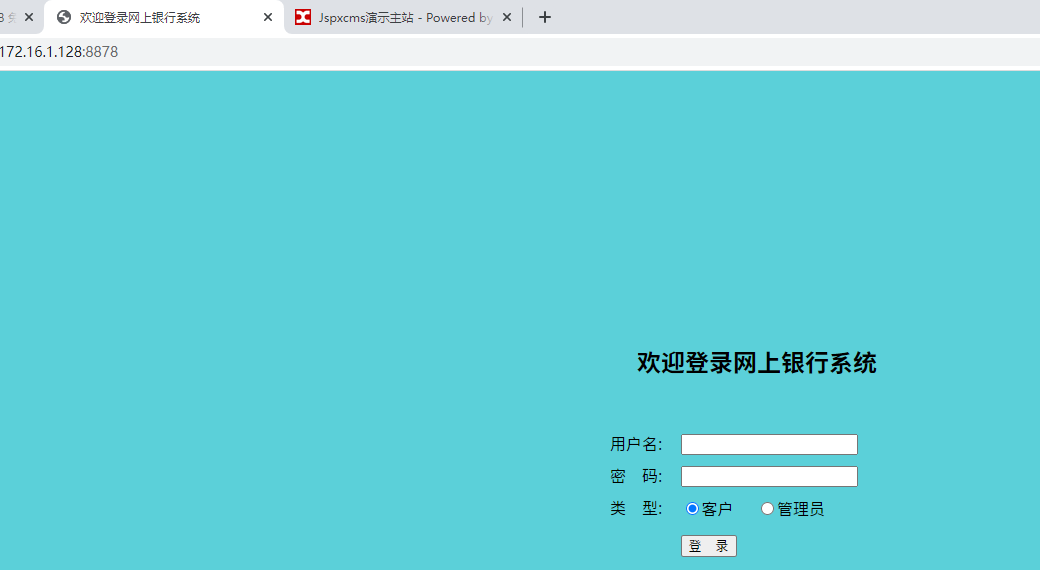 欢迎登录网上银行系统
Jspxcms演示主站 - Powered by
172.16.1.128:8878
欢迎登录网上银行系统
用户名:
密 码:
类 型: 客户 管理员
登 录